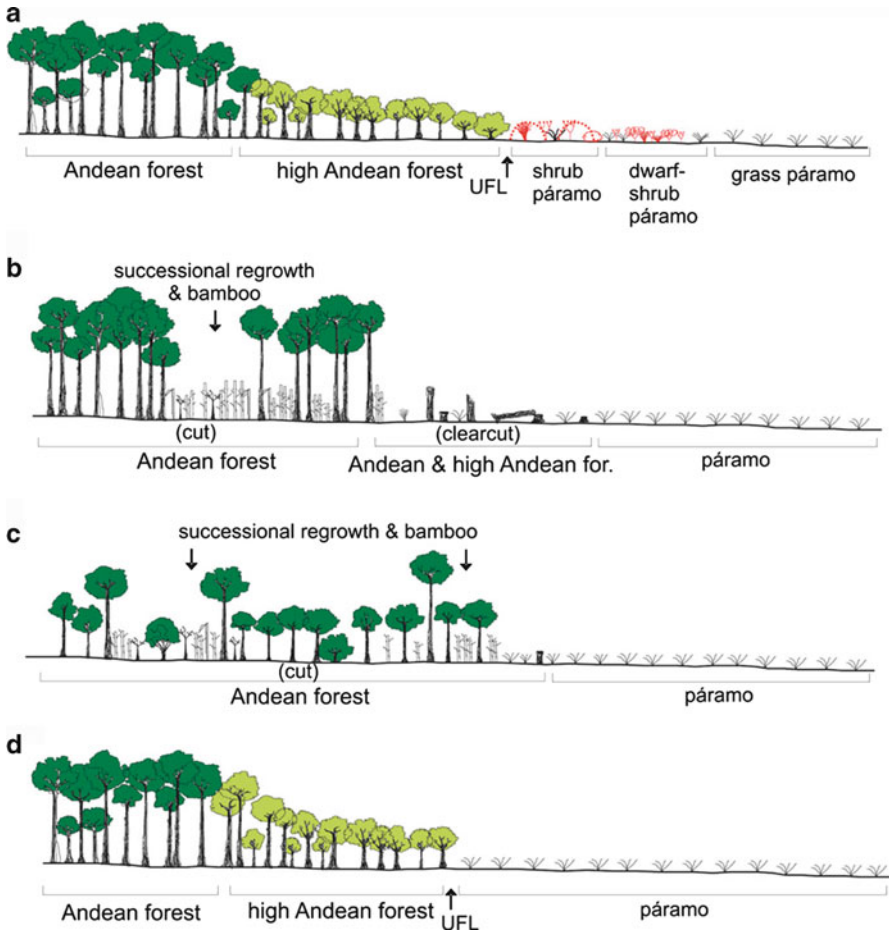 a
Andean forest
high Andean forest
UFL
shrub
páramo
dwarf-
shrub
páramo
grass páramo
b
successional regrowth
& bamboo
(cut)
(clearcut)
Andean forest
Andean & high Andean for.
páramo
c
successional regrowth & bamboo
(cut)
Andean forest
páramo
d
Andean forest
high Andean forest
UFL
páramo